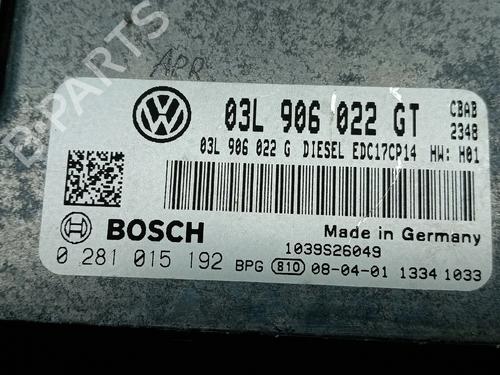 B-PARTS
APR
03L 906 022 GT
CBAB
2348
03L 906 022 G DIESEL EDC17CP14 HW: H01
BOSCH
Made in Germany
1039S26049
0 281 015 192 BPG 810 08-04-01 1334 1033